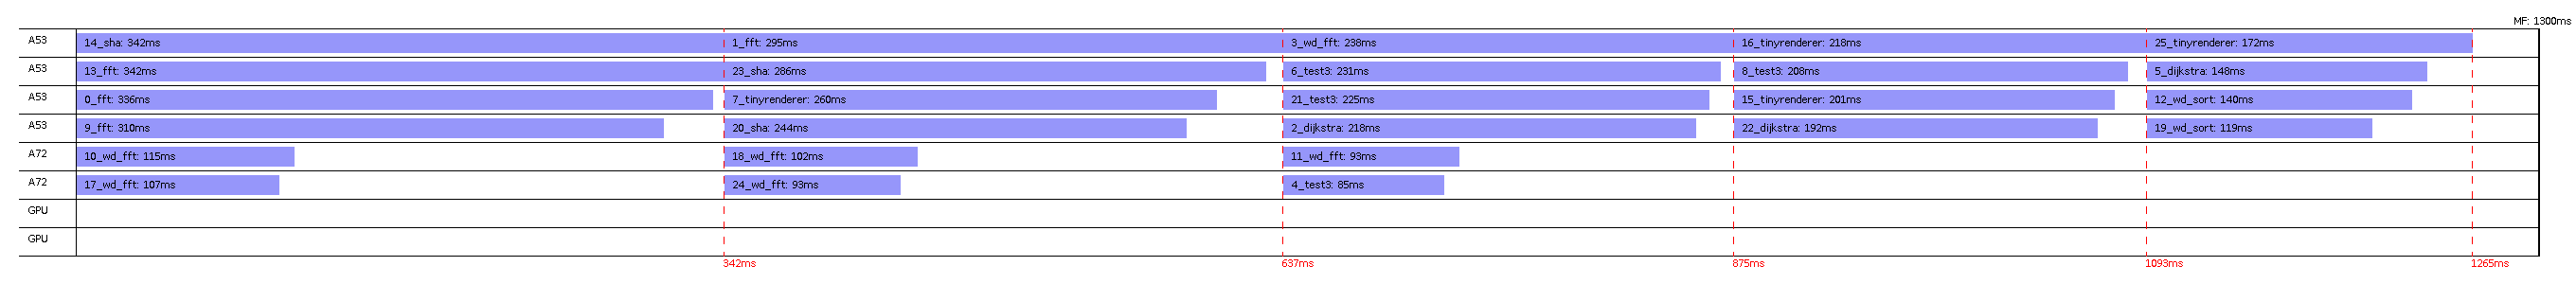 MF: 1300ms
A53 14_sha: 342ms 1_fft: 295ms 3_wd_fft: 238ms 16_tinyrenderer: 218ms 25_tinyrenderer: 172ms
A53 13_fft: 342ms 23_sha: 286ms 6_test3: 231ms 8_test3: 208ms 5_dijkstra: 148ms
A53 0_fft: 336ms 7_tinyrenderer: 260ms 21_test3: 225ms 15_tinyrenderer: 201ms 12_wd_sort: 140ms
A53 9_fft: 310ms 20_sha: 244ms 2_dijkstra: 218ms 22_dijkstra: 192ms 19_wd_sort: 119ms
A72 10_wd_fft: 115ms 18_wd_fft: 102ms 11_wd_fft: 93ms
A72 17_wd_fft: 107ms 24_wd_fft: 93ms 4_test3: 85ms
GPU
GPU
342ms 637ms 875ms 1093ms 1265ms